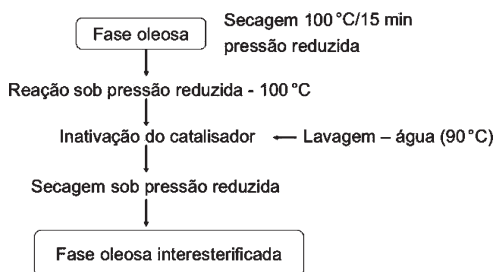 Fase oleosa
Secagem 100 °C/15 min
pressão reduzida
Reação sob pressão reduzida - 100 °C
Inativação do catalisador
Lavagem – água (90 °C)
Secagem sob pressão reduzida
Fase oleosa interesterificada